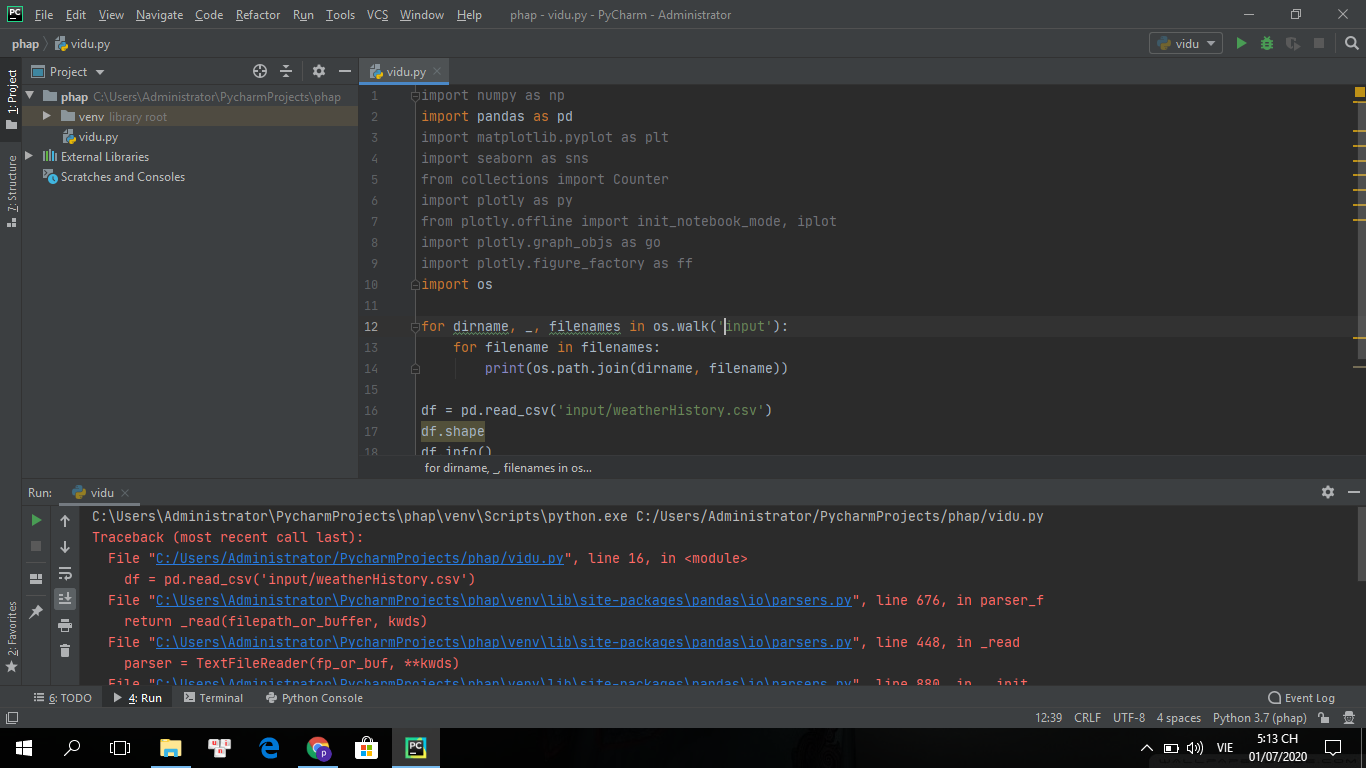 File Edit View Navigate Code Refactor Run Tools VCS Window Help phap - vidu.py - PyCharm - Administrator
phap vidu.py vidu
1: Project
7: Structure
2: Favorites
Project
phap C:\Users\Administrator\PycharmProjects\phap
venv library root
vidu.py
External Libraries
Scratches and Consoles
vidu.py
1 import numpy as np
2 import pandas as pd
3 import matplotlib.pyplot as plt
4 import seaborn as sns
5 from collections import Counter
6 import plotly as py
7 from plotly.offline import init_notebook_mode, iplot
8 import plotly.graph_objs as go
9 import plotly.figure_factory as ff
10 import os
11
12 for dirname, _, filenames in os.walk('input'):
13 for filename in filenames:
14 print(os.path.join(dirname, filename))
15
16 df = pd.read_csv('input/weatherHistory.csv')
17 df.shape
18 df.info()
for dirname, _, filenames in os...
Run: vidu
C:\Users\Administrator\PycharmProjects\phap\venv\Scripts\python.exe C:/Users/Administrator/PycharmProjects/phap/vidu.py
Traceback (most recent call last):
File "C:/Users/Administrator/PycharmProjects/phap/vidu.py", line 16, in <module>
df = pd.read_csv('input/weatherHistory.csv')
File "C:\Users\Administrator\PycharmProjects\phap\venv\lib\site-packages\pandas\io\parsers.py", line 676, in parser_f
return _read(filepath_or_buffer, kwds)
File "C:\Users\Administrator\PycharmProjects\phap\venv\lib\site-packages\pandas\io\parsers.py", line 448, in _read
parser = TextFileReader(fp_or_buf, **kwds)
File "C:\Users\Administrator\PycharmProjects\phap\venv\lib\site-packages\pandas\io\parsers.py", line 880, in __init__
6: TODO 4: Run Terminal Python Console Event Log
12:39 CRLF UTF-8 4 spaces Python 3.7 (phap)
VIE 5:13 CH
01/07/2020